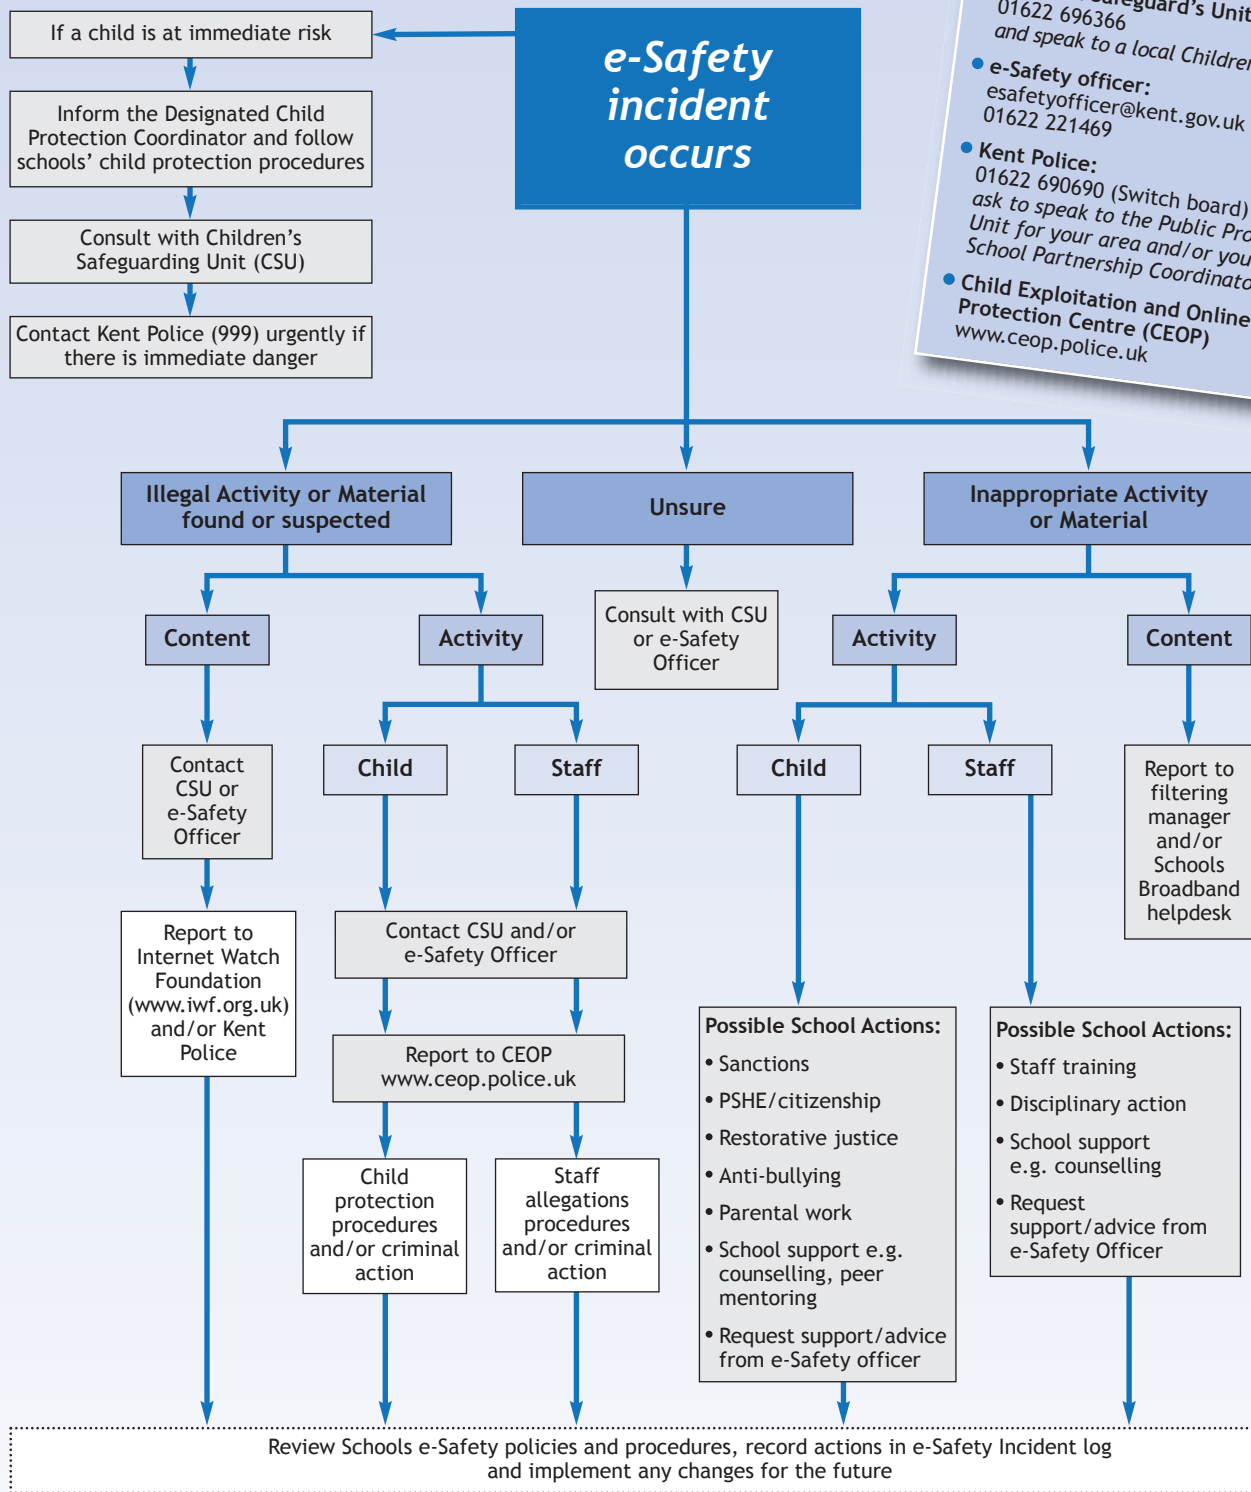 If a child is at immediate risk
Inform the Designated Child
Protection Coordinator and follow
schools’ child protection procedures
Consult with Children’s
Safeguarding Unit (CSU)
Contact Kent Police (999) urgently if
there is immediate danger
e-Safety
incident
occurs
Safeguard’s Unit
01622 696366
and speak to a local Children
• e-Safety officer:
esafetyofficer@kent.gov.uk
01622 221469
• Kent Police:
01622 690690 (Switch board)
ask to speak to the Public
Unit for your area and/or
School Partnership
• Child Exploitation and Online
Protection Centre (CEOP)
www.ceop.police.uk
Illegal Activity or Material
found or suspected
Unsure
Inappropriate Activity
or Material
Content
Activity
Consult with CSU
or e-Safety
Officer
Activity
Content
Contact
CSU or
e-Safety
Officer
Child
Staff
Child
Staff
Report to
filtering
manager
and/or
Schools
Broadband
helpdesk
Report to
Internet Watch
Foundation
(www.iwf.org.uk)
and/or Kent
Police
Contact CSU and/or
e-Safety Officer
Report to CEOP
www.ceop.police.uk
Child
protection
procedures
and/or criminal
action
Staff
allegations
procedures
and/or criminal
action
Possible School Actions:
• Sanctions
• PSHE/citizenship
• Restorative justice
• Anti-bullying
• Parental work
• School support e.g.
counselling, peer
mentoring
• Request support/advice
from e-Safety officer
Possible School Actions:
• Staff training
• Disciplinary action
• School support
e.g. counselling
• Request
support/advice from
e-Safety Officer
Review Schools e-Safety policies and procedures, record actions in e-Safety Incident log
and implement any changes for the future